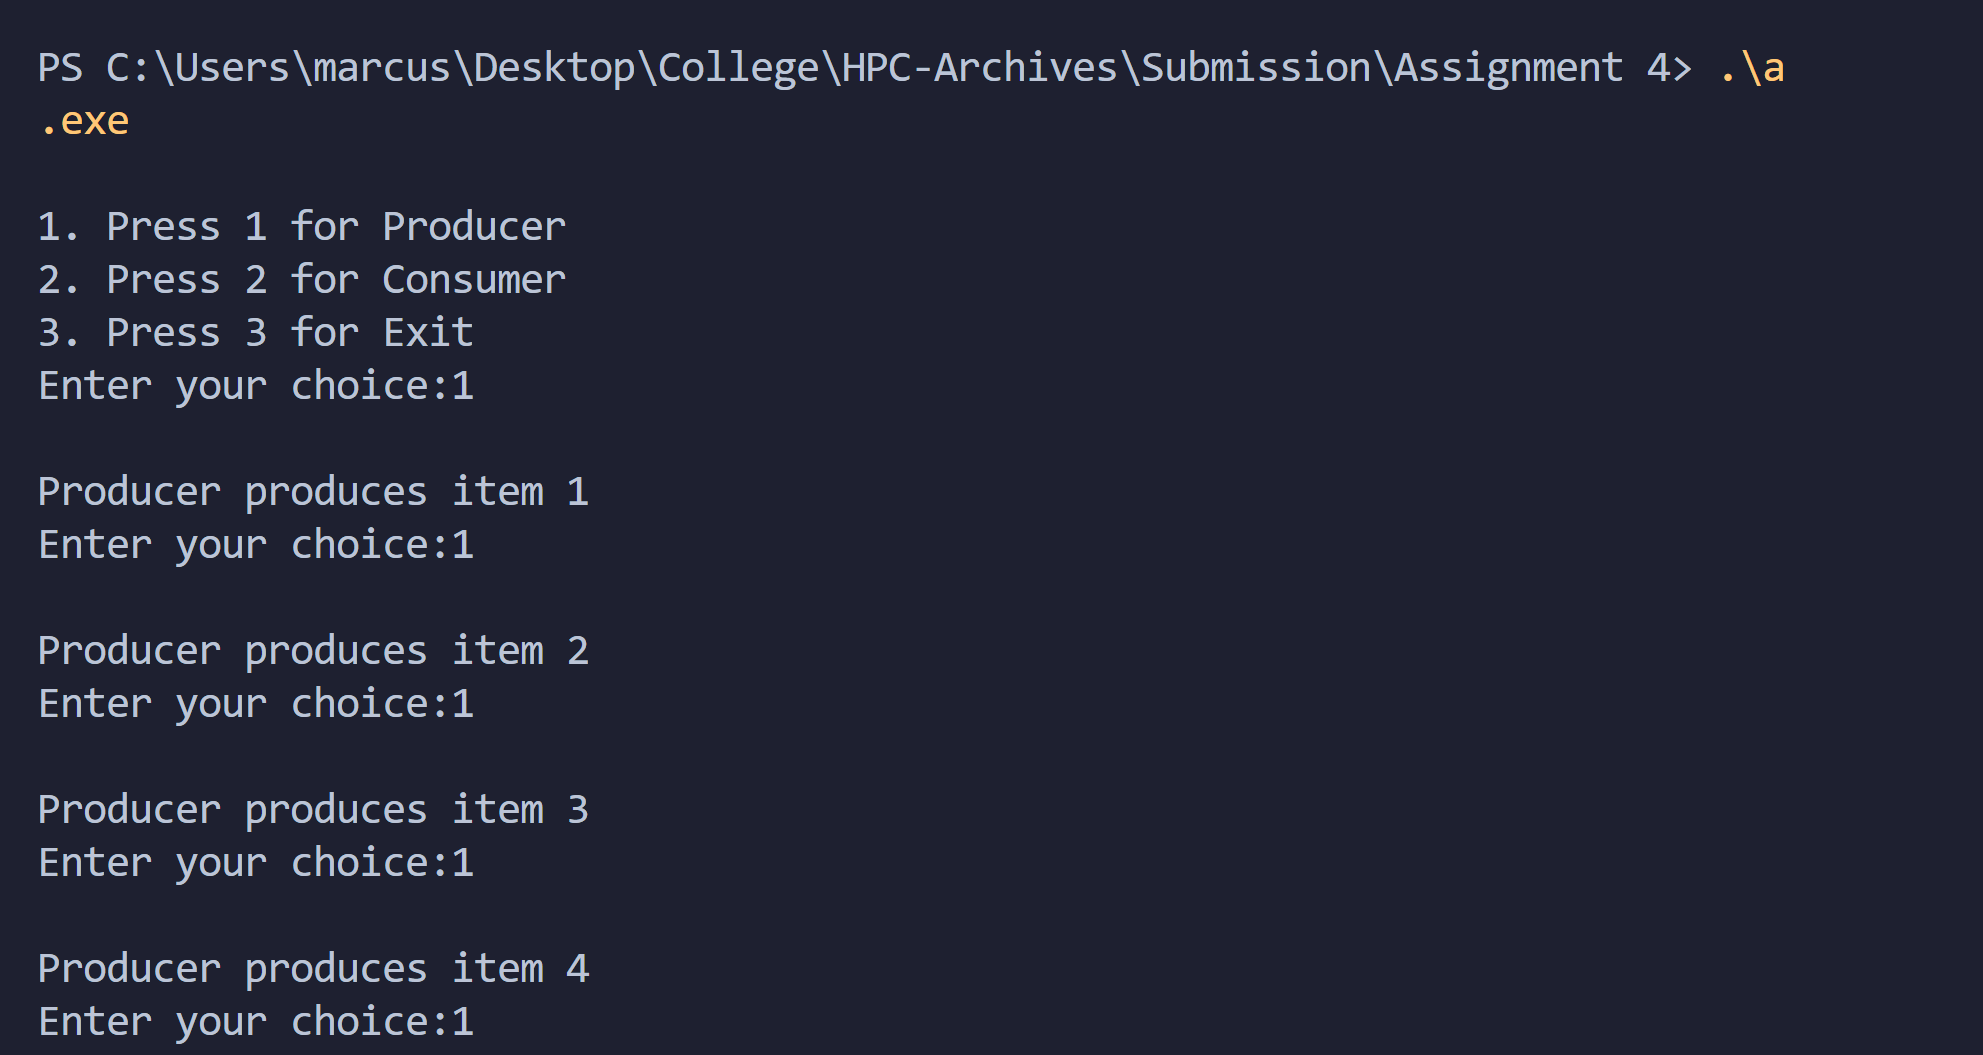 PS C:\Users\marcus\Desktop\College\HPC-Archives\Submission\Assignment 4> .\a
.exe
1. Press 1 for Producer
2. Press 2 for Consumer
3. Press 3 for Exit
Enter your choice:1
Producer produces item 1
Enter your choice:1
Producer produces item 2
Enter your choice:1
Producer produces item 3
Enter your choice:1
Producer produces item 4
Enter your choice:1